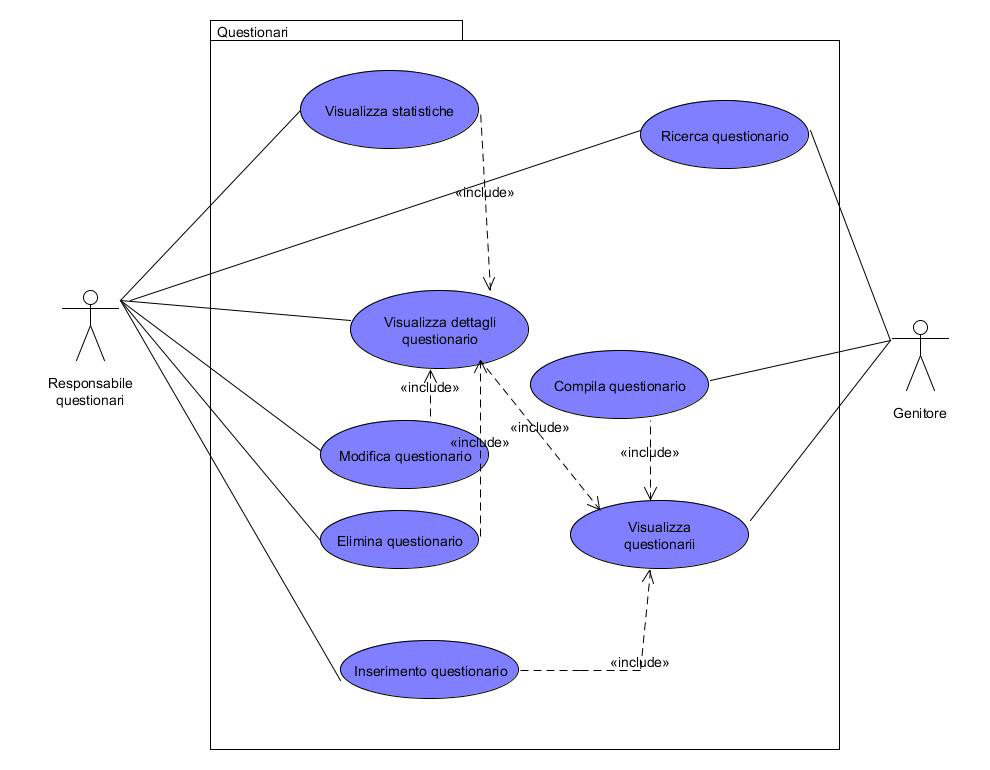 Questionari
Visualizza statistiche
Ricerca questionario
«include»
Visualizza dettagli
questionario
Responsabile
questionari
Genitore
«include»
Compila questionario
«include»
«include»
«include»
Modifica questionario
Elimina questionario
Visualizza
questionarii
«include»
Inserimento questionario